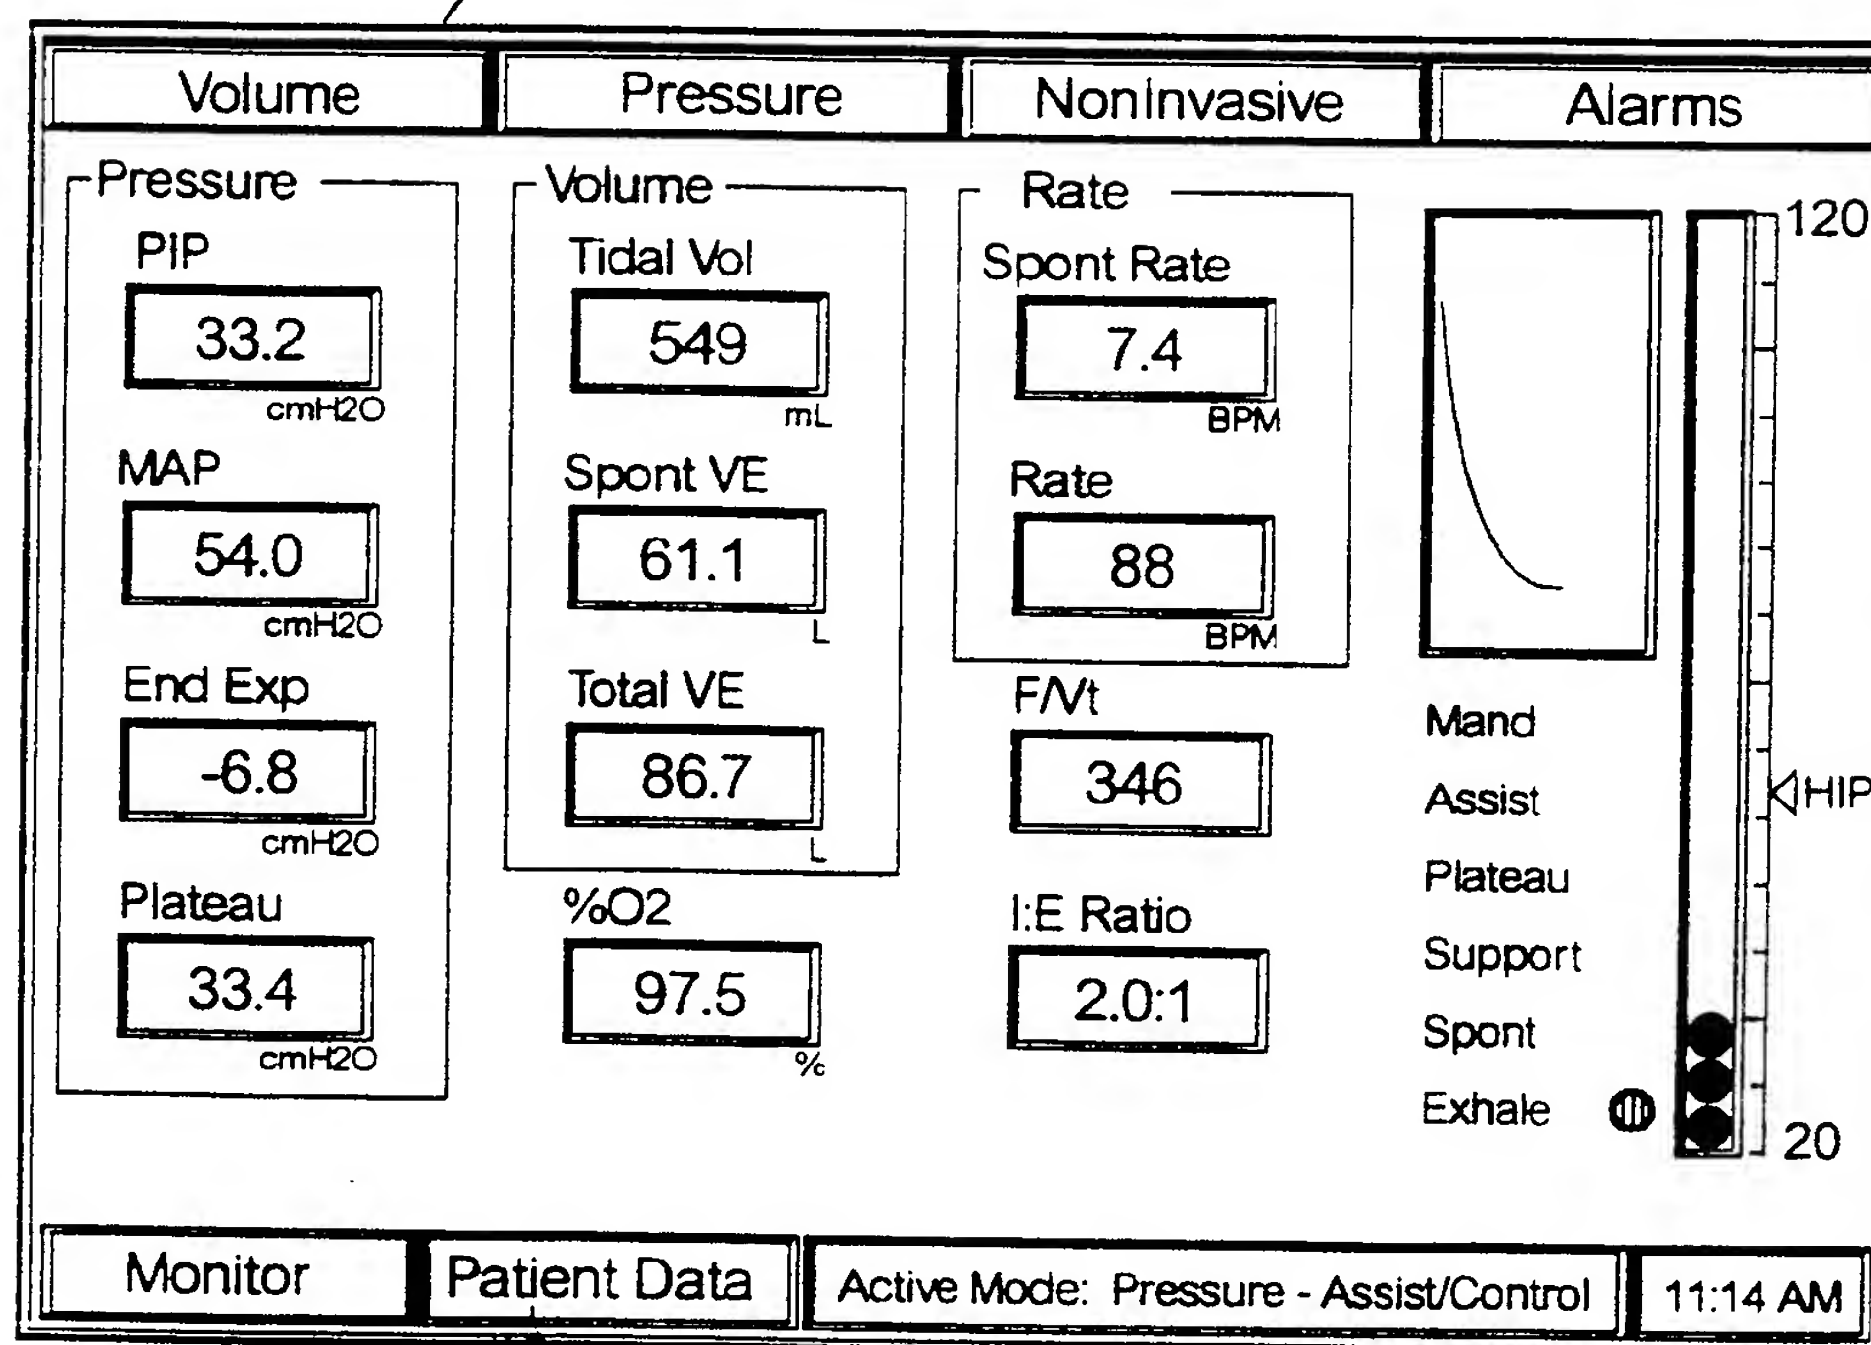 Volume Pressure NonInvasive Alarms
Pressure
PIP
33.2
cmH2O
MAP
54.0
cmH2O
End Exp
-6.8
cmH2O
Plateau
33.4
cmH2O
Volume
Tidal Vol
549
mL
Spont VE
61.1
L
Total VE
86.7
L
%O2
97.5
%
Rate
Spont Rate
7.4
BPM
Rate
88
BPM
F/Vt
346
I:E Ratio
2.0:1
Mand
Assist
Plateau
Support
Spont
Exhale
120
HIP
20
Monitor Patient Data Active Mode: Pressure - Assist/Control 11:14 AM